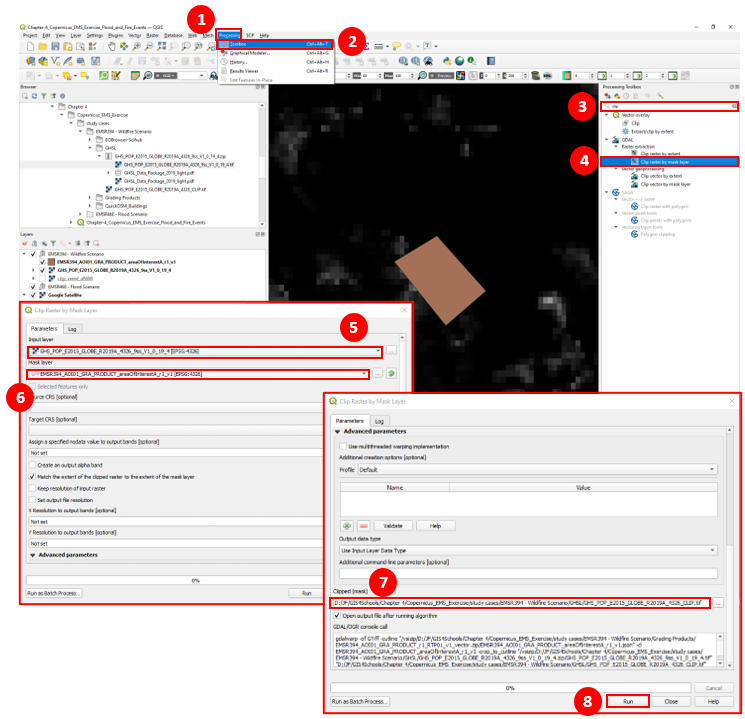 1
Chapter-4_Copernicus_EMS_Exercise_Flood_and_Fire_Events — QGIS
Project Edit View Layer Settings Plugins Vector Raster Database Web Mesh Processing SCP Help
2
Toolbox Ctrl+Alt+T
Graphical Modeler... Ctrl+Alt+G
History... Ctrl+Alt+H
Results Viewer Ctrl+Alt+R
Edit Features In-Place
RGB
Browser
Chapter 4
Copernicus_EMS_Exercise
study cases
EMSR394 - Wildfire Scenario
EOBrowser-Scihub
GHSL
GHS_POP_E2015_GLOBE_R2019A_4326_9ss_V1_0_19_4.zip
GHS_POP_E2015_GLOBE_R2019A_4326_9ss_V1_0_19_4.tif
GHSL_Data_Package_2019_light.pdf
GHSL_Data_Package_2019_light.pdf
GHS_POP_E2015_GLOBE_R2019A_4326_CLIP.tif
Grading Products
QuickOSM_Buildings
EMSR468 - Flood Scenario
Chapter-4_Copernicus_EMS_Exercise_Flood_and_Fire_Events
Layers
EMSR394 - Wildfire Scenario
EMSR394_AOI01_GRA_PRODUCT_areaOfInterestA_r1_v1
GHS_POP_E2015_GLOBE_R2019A_4326_9ss_V1_0_19_4
EMSR468 - Flood Scenario
Google Satellite
Processing Toolbox
3
clip
Vector overlay
Clip
Extract/clip by extent
4
GDAL
Raster extraction
Clip raster by extent
Clip raster by mask layer
Vector geoprocessing
Clip vector by extent
Clip vector by mask layer
SAGA
Vector <-> raster
Clip raster with polygon
Vector point tools
Clip points with polygons
Vector polygon tools
Polygon clipping
Clip Raster by Mask Layer
5
Parameters Log
Input layer
GHS_POP_E2015_GLOBE_R2019A_4326_9ss_V1_0_19_4 [EPSG:4326]
Mask layer
EMSR394_AOI01_GRA_PRODUCT_areaOfInterestA_r1_v1 [EPSG:4326]
Selected features only
6
Source CRS [optional]
Target CRS [optional]
Assign a specified nodata value to output bands [optional]
Not set
Create an output alpha band
Match the extent of the clipped raster to the extent of the mask layer
Keep resolution of input raster
Set output file resolution
X Resolution to output bands [optional]
Not set
Y Resolution to output bands [optional]
Not set
Advanced parameters
0%
Run as Batch Process... Run
Clip Raster by Mask Layer
Parameters Log
Advanced parameters
Use multithreaded warping implementation
Additional creation options [optional]
Profile Default
Name Value
Validate Help
Output data type
Use Input Layer Data Type
Additional command-line parameters [optional]
7
Clipped (mask)
D:/JF/GIS4Schools/Chapter 4/Copernicus_EMS_Exercise/study cases/EMSR394 - Wildfire Scenario/GHSL/GHS_POP_E2015_GLOBE_R2019A_4326_CLIP.tif
Open output file after running algorithm
GDAL/OGR console call
gdalwarp -of GTiff -cutline "/vsizip/D:/JF/GIS4Schools/Chapter 4/Copernicus_EMS_Exercise/study cases/EMSR394 - Wildfire Scenario/Grading Products/
EMSR394_AOI01_GRA_PRODUCT_r1_RTP01_v1_vector.zip/EMSR394_AOI01_GRA_PRODUCT_areaOfInterestA_r1_v1.json" -cl
EMSR394_AOI01_GRA_PRODUCT_areaOfInterestA_r1_v1 -crop_to_cutline "/vsizip/D:/JF/GIS4Schools/Chapter 4/Copernicus_EMS_Exercise/study cases/
EMSR394 - Wildfire Scenario/GHSL/GHS_POP_E2015_GLOBE_R2019A_4326_9ss_V1_0_19_4.zip/GHS_POP_E2015_GLOBE_R2019A_4326_9ss_V1_0_19_4.tif"
"D:/JF/GIS4Schools/Chapter 4/Copernicus_EMS_Exercise/study cases/EMSR394 - Wildfire Scenario/GHSL/GHS_POP_E2015_GLOBE_R2019A_4326_CLIP.tif"
0% Cancel
8
Run as Batch Process... Run Close Help